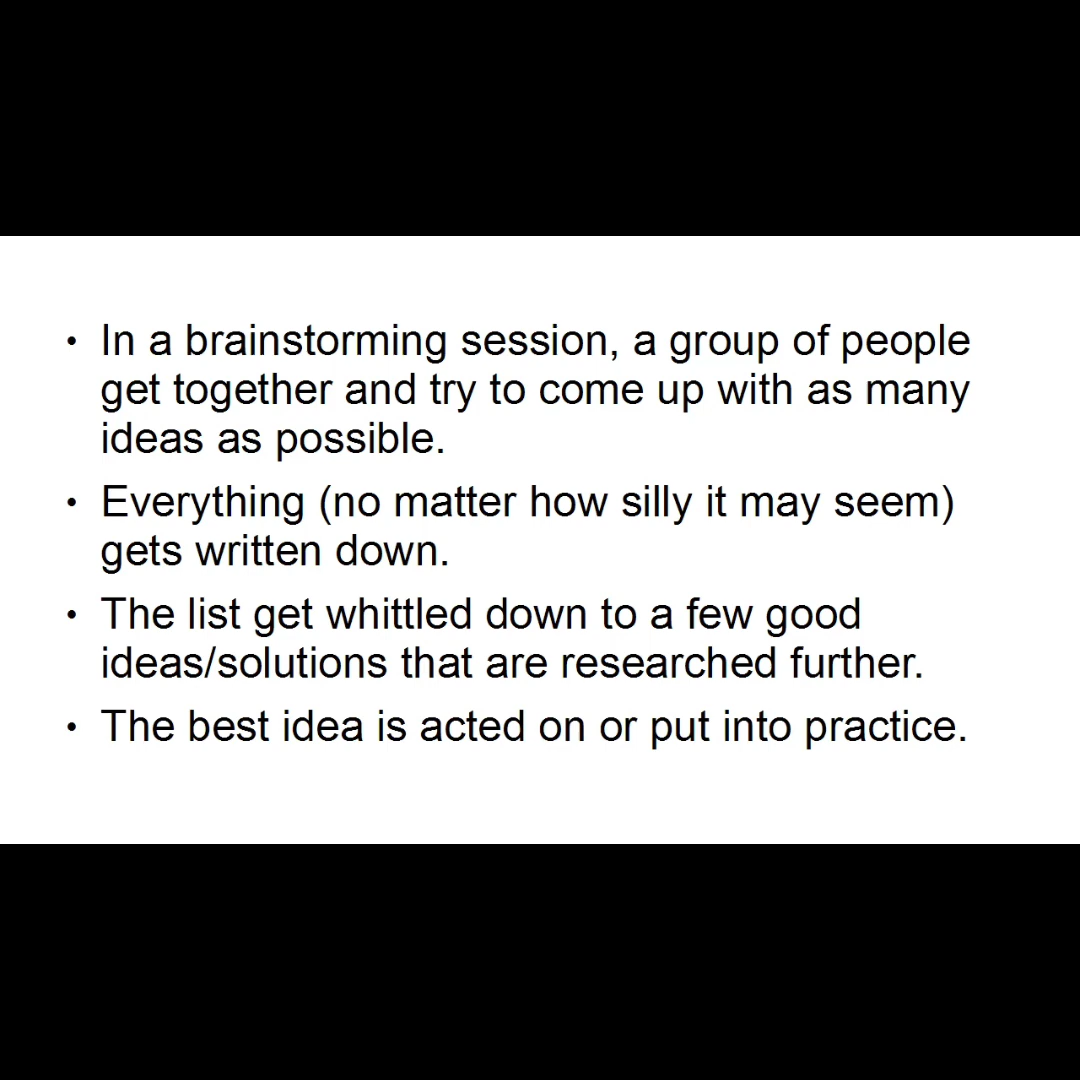 • In a brainstorming session, a group of people
get together and try to come up with as many
ideas as possible.
• Everything (no matter how silly it may seem)
gets written down.
• The list get whittled down to a few good
ideas/solutions that are researched further.
• The best idea is acted on or put into practice.